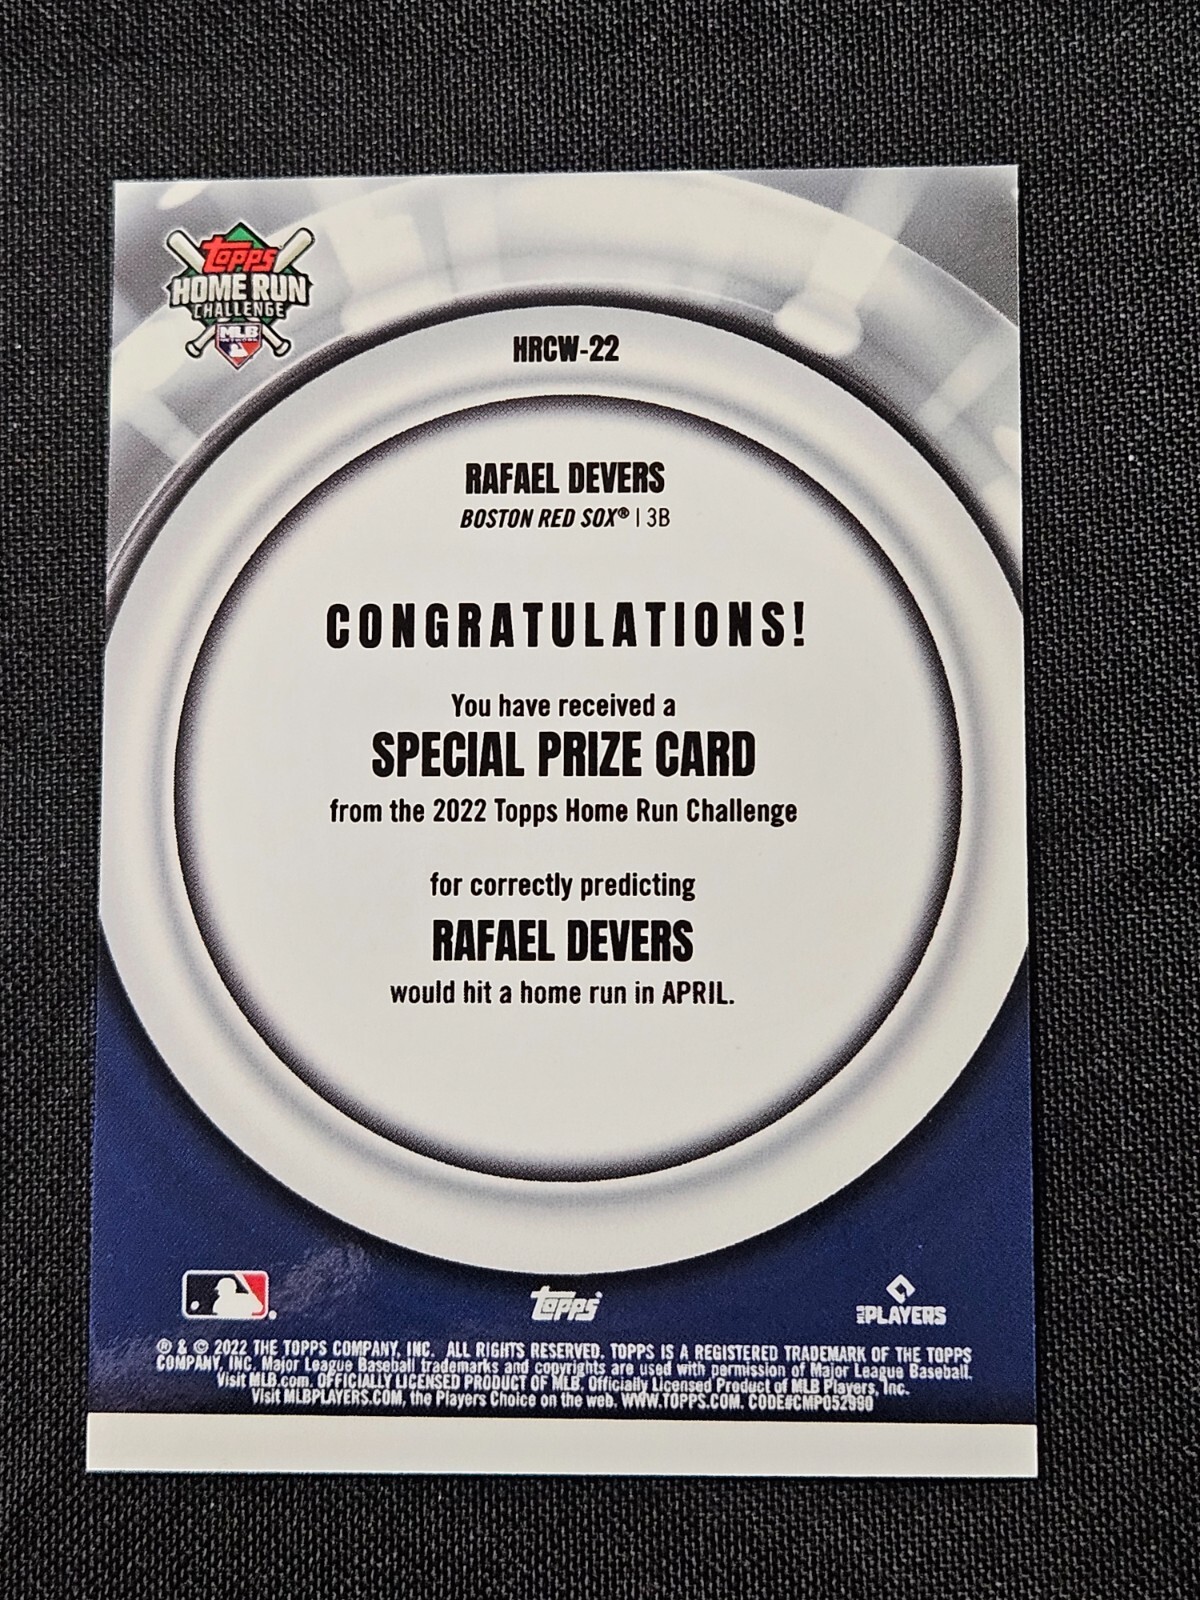 Topps
HOME RUN
CHALLENGE
MLB
NETWORK
HRCW-22
RAFAEL DEVERS
BOSTON RED SOX® | 3B
CONGRATULATIONS!
You have received a
SPECIAL PRIZE CARD
from the 2022 Topps Home Run Challenge
for correctly predicting
RAFAEL DEVERS
would hit a home run in APRIL.
Topps
MLB PLAYERS
® & © 2022 THE TOPPS COMPANY, INC. ALL RIGHTS RESERVED. TOPPS IS A REGISTERED TRADEMARK OF THE TOPPS
COMPANY, INC. Major League Baseball trademarks and copyrights are used with permission of Major League Baseball.
Visit MLB.com. OFFICIALLY LICENSED PRODUCT OF MLB. Officially Licensed Product of MLB Players, Inc.
Visit MLBPLAYERS.COM, the Players Choice on the web. WWW.TOPPS.COM. CODE#CMP052990